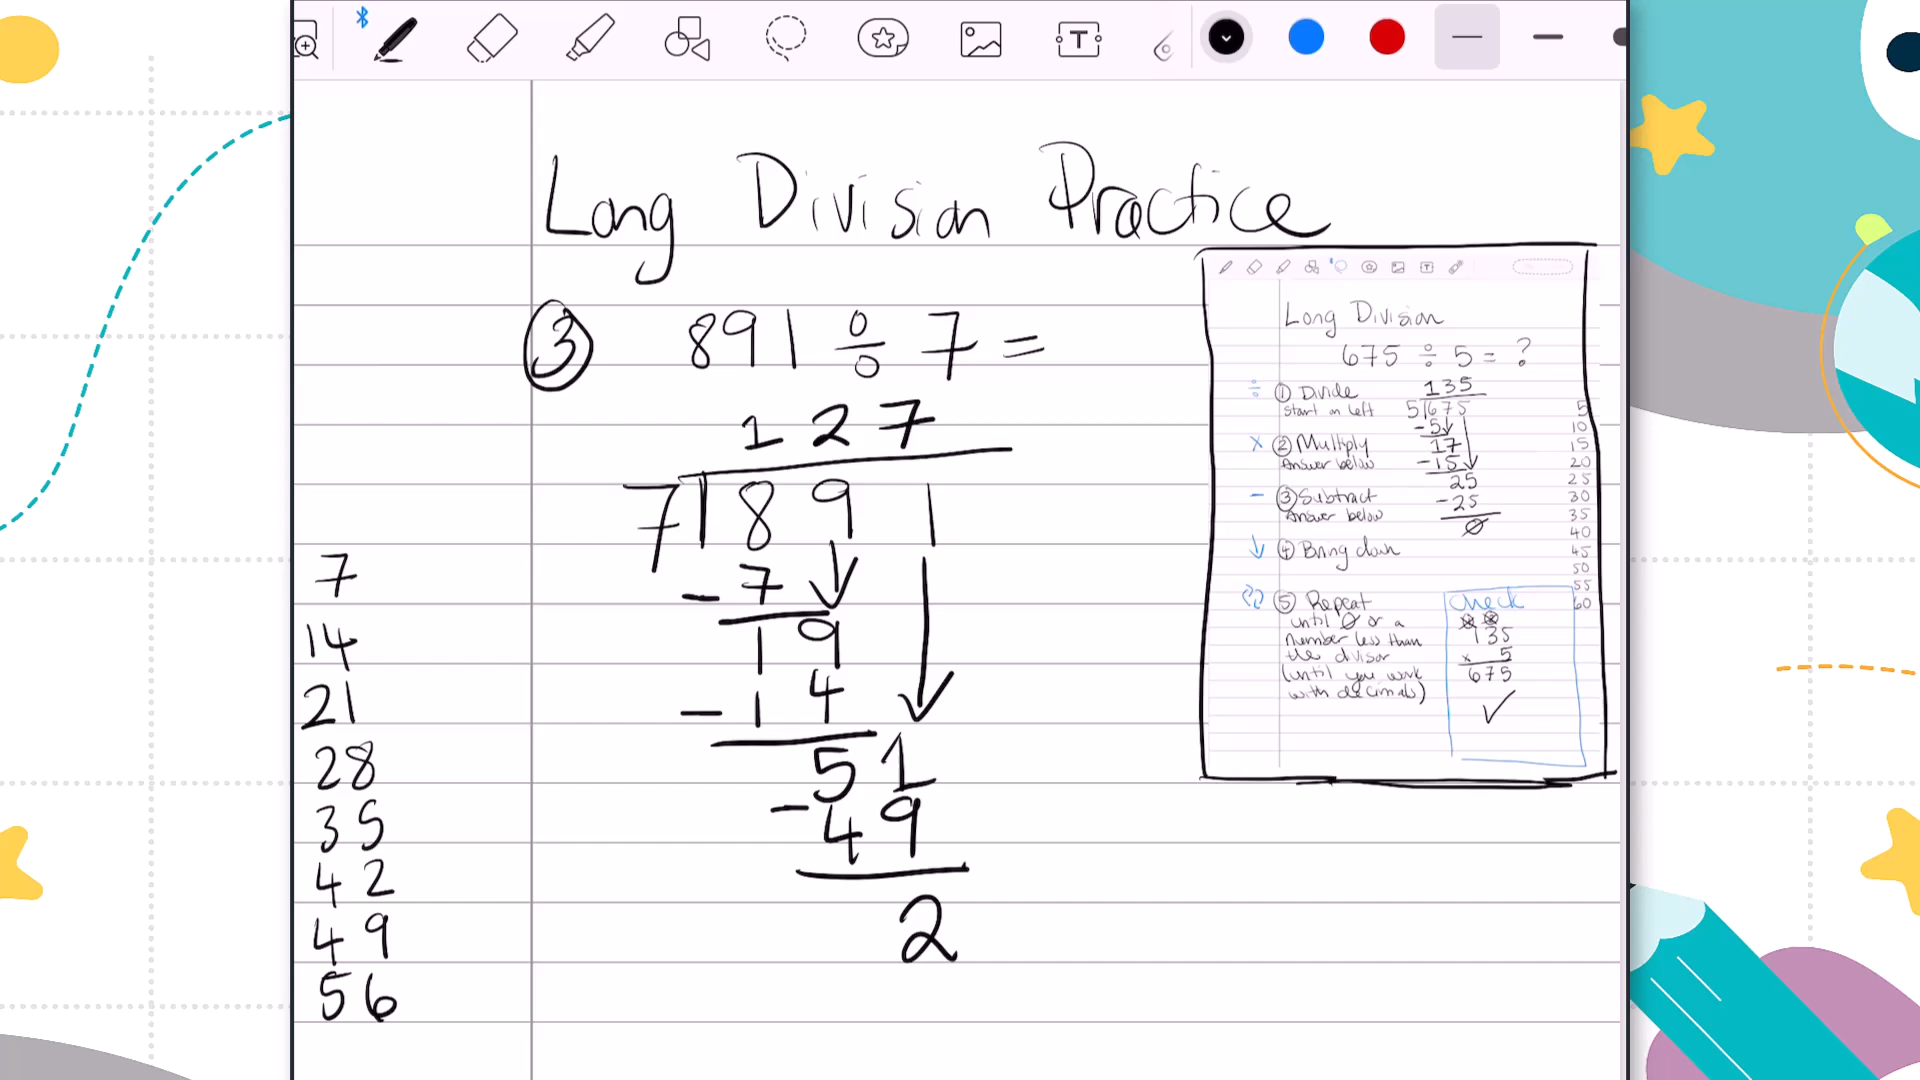 Long Division Practice
③ 891 ÷ 7 =
127
7 891
- 7
19
- 14
51
- 49
2
7
14
21
28
35
42
49
56
T
Long Division
675 ÷ 5 = ?
÷ ① Divide
Start on left
x ② Multiply
Answer below
- ③ Subtract
Answer below
↓ ④ Bring down
⑤ Repeat
until 0 or a
number less than
the divisor
(until you work
with decimals)
135
5 675
- 5
17
- 15
25
- 25
0
5
10
15
20
25
30
35
40
45
50
55
60
Check
135
x 5
675
✓